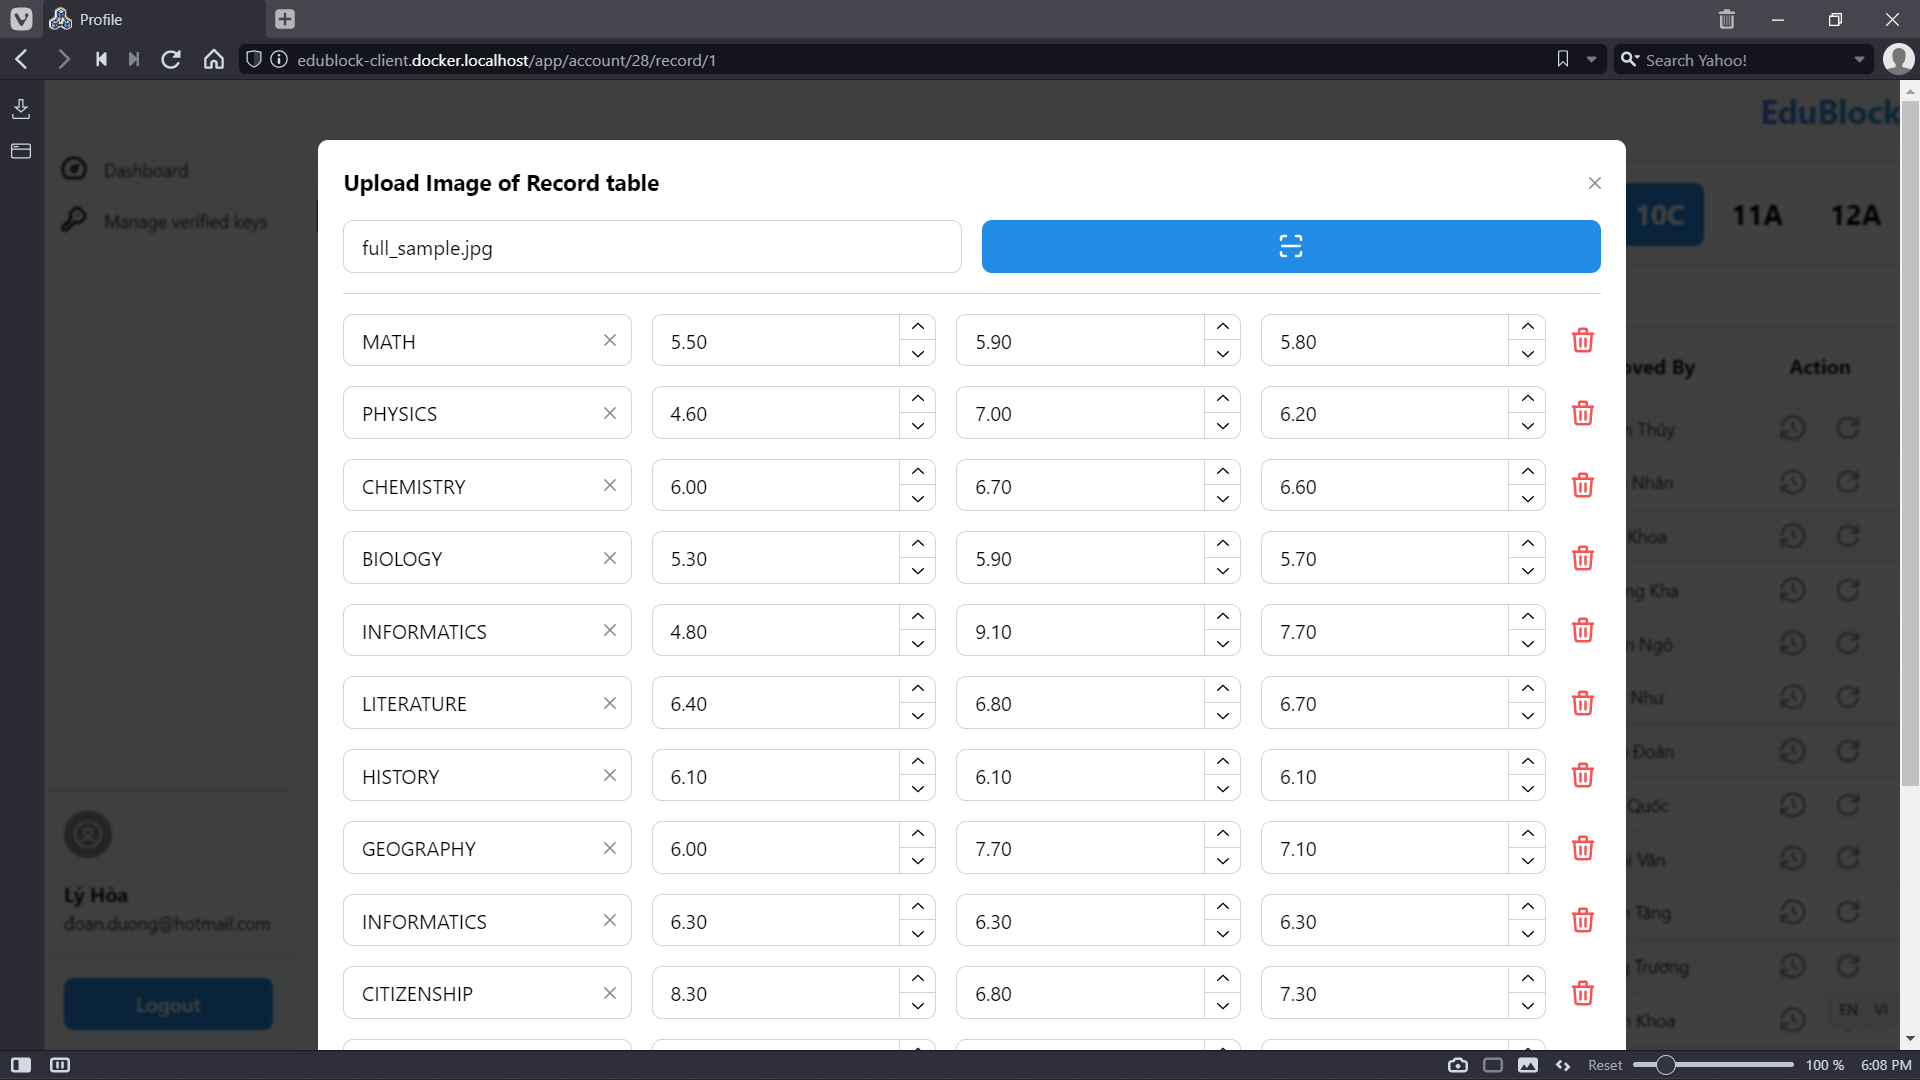 Profile
edublock-client.docker.localhost/app/account/28/record/1
Search Yahoo!
EduBlock
Dashboard
Manage verified keys
10C 11A 12A
Upload Image of Record table
full_sample.jpg
MATH 5.50 5.90 5.80
PHYSICS 4.60 7.00 6.20
CHEMISTRY 6.00 6.70 6.60
BIOLOGY 5.30 5.90 5.70
INFORMATICS 4.80 9.10 7.70
LITERATURE 6.40 6.80 6.70
HISTORY 6.10 6.10 6.10
GEOGRAPHY 6.00 7.70 7.10
INFORMATICS 6.30 6.30 6.30
CITIZENSHIP 8.30 6.80 7.30
By Action
Thủy
Nhân
Khoa
Kha
Ngô
Như
Đoàn
Quốc
Văn
Tăng
Trương
Khoa
EN VI
Lý Hòa
đoan.duong@hotmail.com
Logout
Reset 100 % 6:08 PM